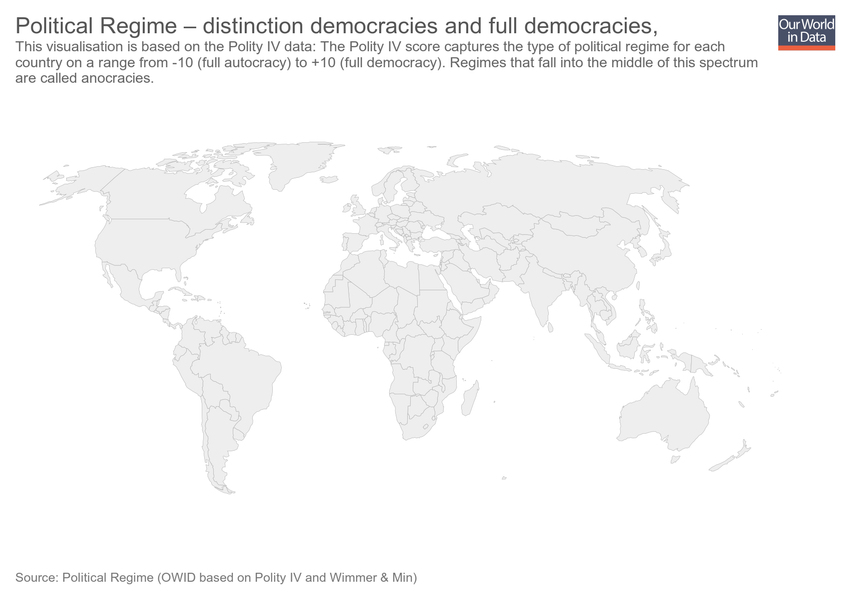 Political Regime – distinction democracies and full democracies,
Our World
in Data
This visualisation is based on the Polity IV data: The Polity IV score captures the type of political regime for each
country on a range from -10 (full autocracy) to +10 (full democracy). Regimes that fall into the middle of this spectrum
are called anocracies.
Source: Political Regime (OWID based on Polity IV and Wimmer & Min)